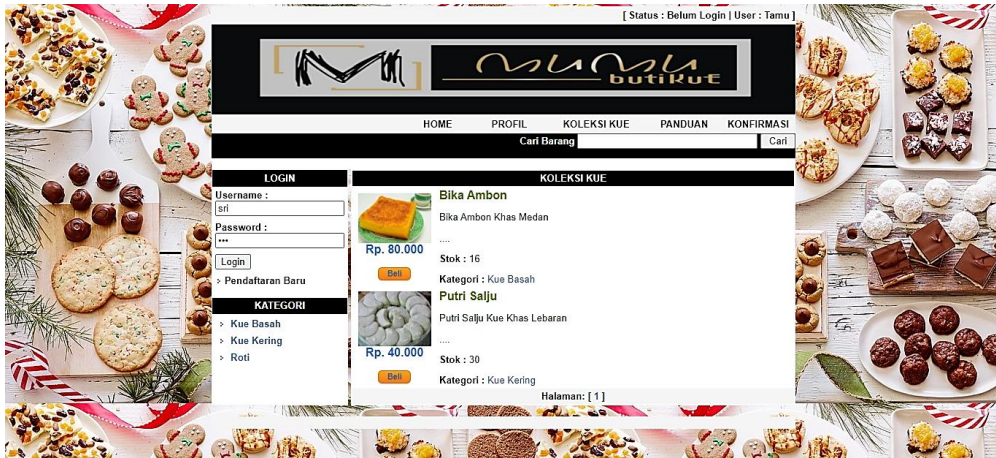 [ Status : Belum Login | User : Tamu ]
mumu
butikue
HOME PROFIL KOLEKSI KUE PANDUAN KONFIRMASI
Cari Barang Cari
LOGIN
Username :
sri
Password :
•••
Login
> Pendaftaran Baru
KATEGORI
> Kue Basah
> Kue Kering
> Roti
KOLEKSI KUE
Bika Ambon
Bika Ambon Khas Medan
....
Rp. 80.000
Stok : 16
Beli
Kategori : Kue Basah
Putri Salju
Putri Salju Kue Khas Lebaran
....
Rp. 40.000
Stok : 30
Beli
Kategori : Kue Kering
Halaman: [ 1 ]